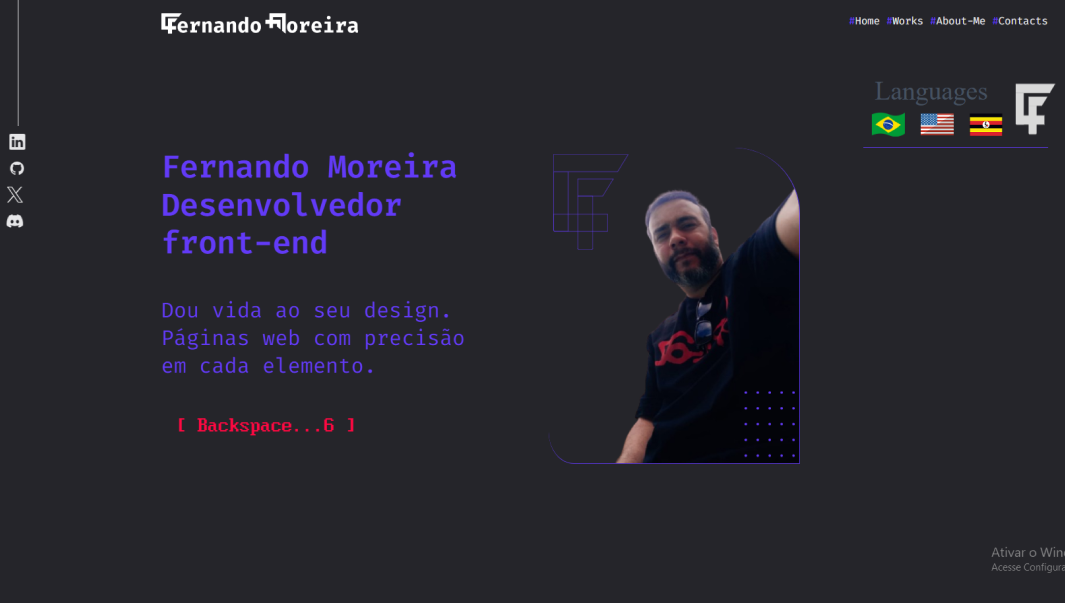 Fernando Moreira
#Home #Works #About-Me #Contacts
Languages
Fernando Moreira
Desenvolvedor
front-end
Dou vida ao seu design.
Páginas web com precisão
em cada elemento.
[ Backspace...6 ]
Ativar o Win
Acesse Configura